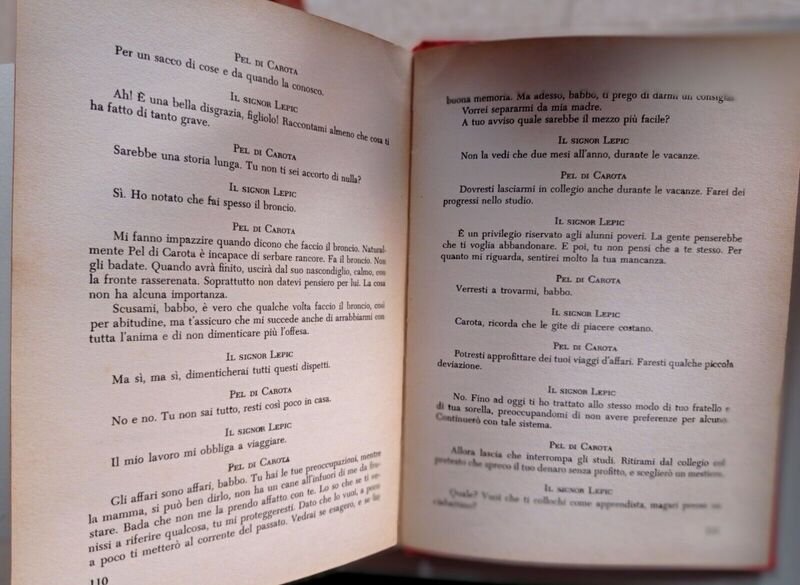 PEL DI CAROTA
Per un sacco di cose e da quando la conosco.
IL SIGNOR LEPIC
Ah! È una bella disgrazia, figliolo! Raccontami almeno che cosa ti
ha fatto di tanto grave.
PEL DI CAROTA
Sarebbe una storia lunga. Tu non ti sei accorto di nulla?
IL SIGNOR LEPIC
Sì. Ho notato che fai spesso il broncio.
PEL DI CAROTA
Mi fanno impazzire quando dicono che faccio il broncio. Natural-
mente Pel di Carota è incapace di serbare rancore. Fa il broncio. Non
gli badate. Quando avrà finito, uscirà dal suo nascondiglio, calmo, con
la fronte rasserenata. Soprattutto non datevi pensiero per lui. La cosa
non ha alcuna importanza.
Scusami, babbo, è vero che qualche volta faccio il broncio, così
per abitudine, ma t'assicuro che mi succede anche di arrabbiarmi con
tutta l'anima e di non dimenticare più l'offesa.
IL SIGNOR LEPIC
Ma sì, ma sì, dimenticherai tutti questi dispetti.
PEL DI CAROTA
No e no. Tu non sai tutto, resti così poco in casa.
IL SIGNOR LEPIC
Il mio lavoro mi obbliga a viaggiare.
PEL DI CAROTA
Gli affari sono affari, babbo. Tu hai le tue preoccupazioni, mentre
la mamma, si può ben dirlo, non ha un cane all'infuori di me da fru-
stare. Bada che non me la prendo affatto con te. Lo so che se ti ve-
nissi a riferire qualcosa, tu mi proteggeresti. Dato che lo vuoi, a poco
a poco ti metterò al corrente del passato. Vedrai se esagero, e se
110
buona memoria. Ma adesso, babbo, ti prego di darmi un consiglio.
Vorrei separarmi da mia madre.
A tuo avviso quale sarebbe il mezzo più facile?
IL SIGNOR LEPIC
Non la vedi che due mesi all'anno, durante le vacanze.
PEL DI CAROTA
Dovresti lasciarmi in collegio anche durante le vacanze. Farei dei
progressi nello studio.
IL SIGNOR LEPIC
È un privilegio riservato agli alunni poveri. La gente penserebbe
che ti voglia abbandonare. E poi, tu non pensi che a te stesso. Per
quanto mi riguarda, sentirei molto la tua mancanza.
PEL DI CAROTA
Verresti a trovarmi, babbo.
IL SIGNOR LEPIC
Carota, ricorda che le gite di piacere costano.
PEL DI CAROTA
Potresti approfittare dei tuoi viaggi d'affari. Faresti qualche piccola
deviazione.
IL SIGNOR LEPIC
No. Fino ad oggi ti ho trattato allo stesso modo di tuo fratello e
di tua sorella, preoccupandomi di non avere preferenze per alcuno.
Continuerò con tale sistema.
PEL DI CAROTA
Allora lascia che interrompa gli studi. Ritirami dal collegio col
pretesto che spreco il tuo denaro senza profitto, e sceglierò un mestiere.
IL SIGNOR LEPIC
Quale? Vuoi che ti collochi come apprendista, magari presso un